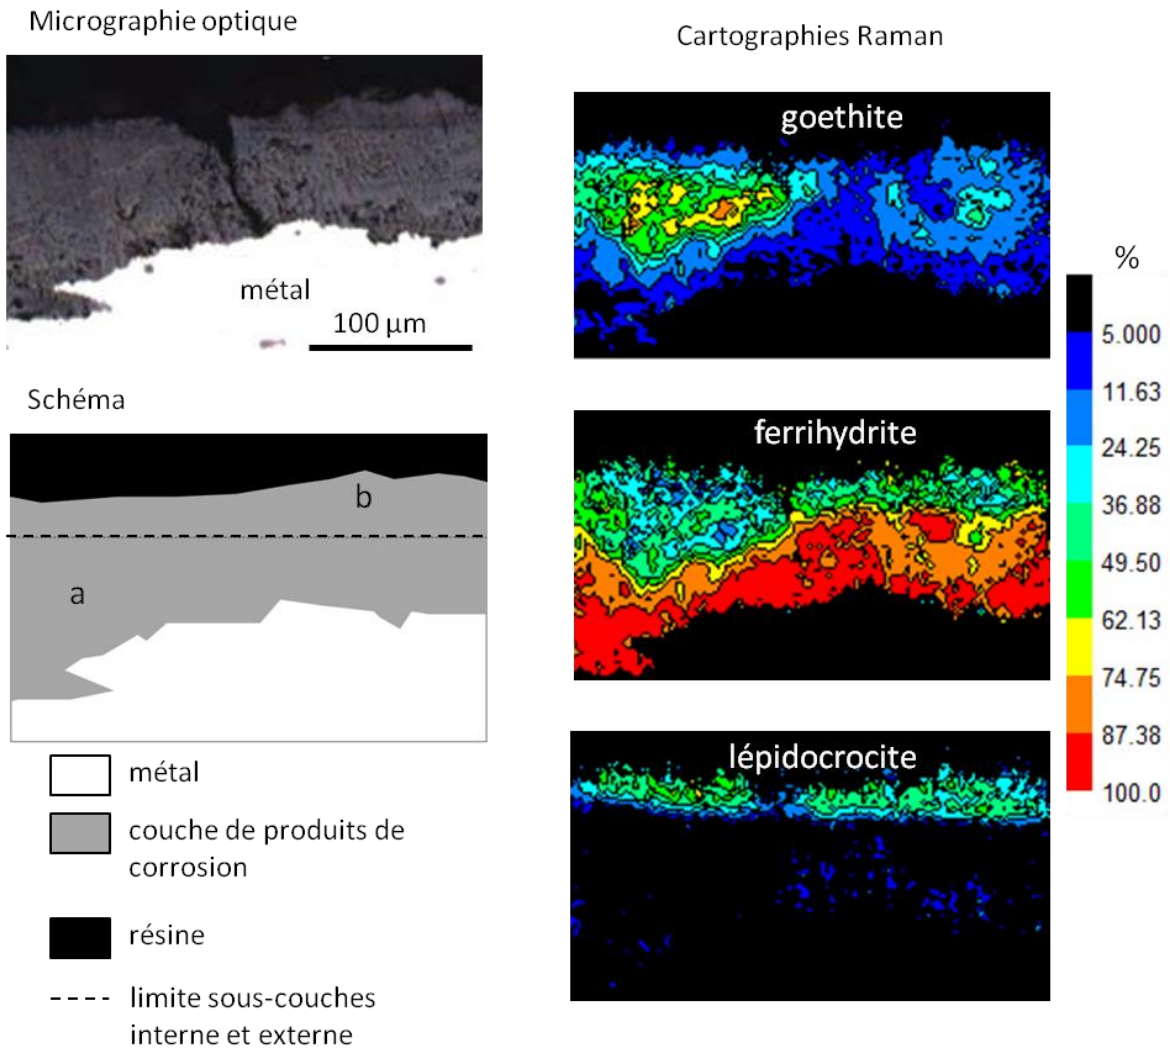 Micrographie optique
métal
100 µm
Schéma
b
a
métal
couche de produits de
corrosion
résine
limite sous-couches
interne et externe
Cartographies Raman
goethite
ferrihydrite
lépidocrocite
%
5.000
11.63
24.25
36.88
49.50
62.13
74.75
87.38
100.0